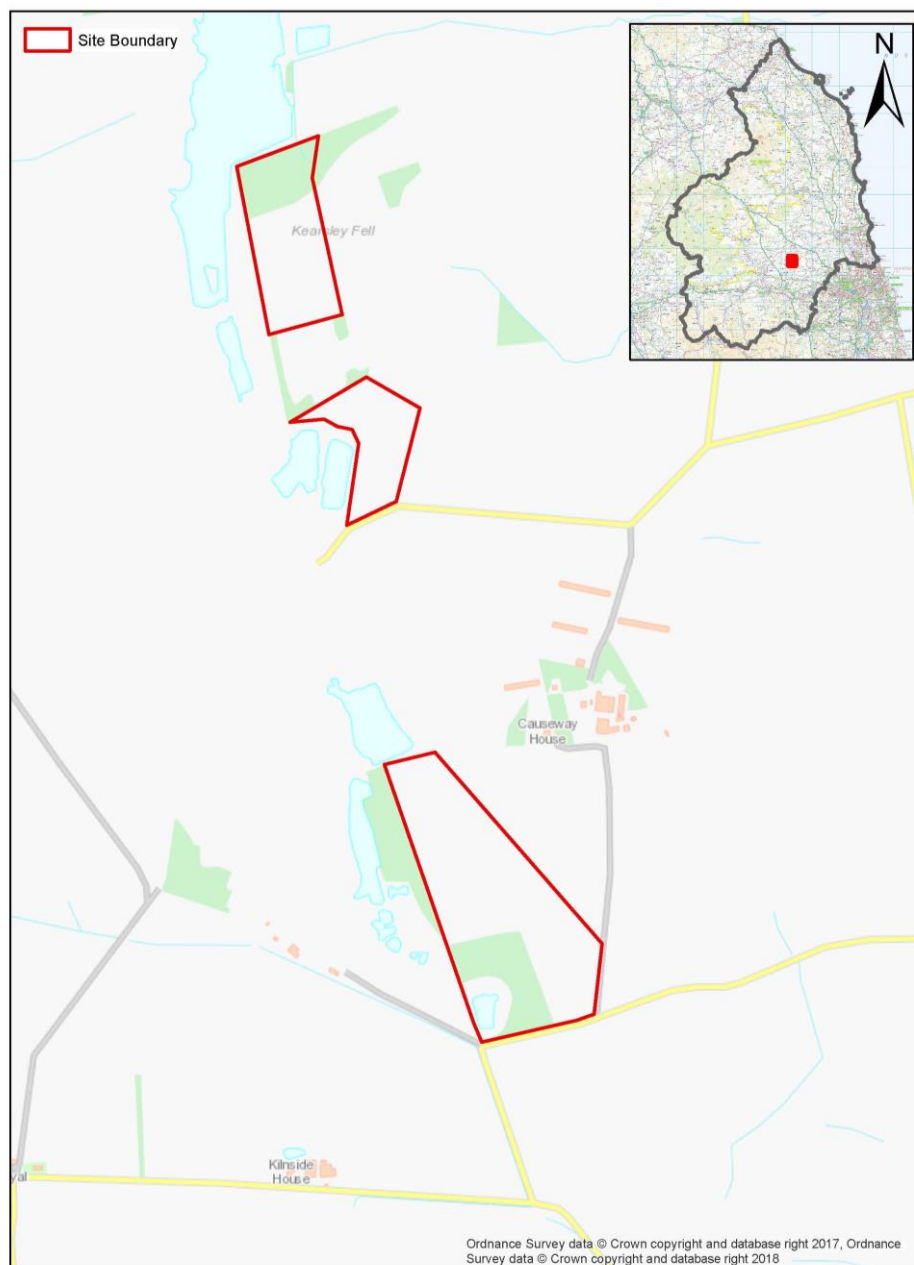 Site Boundary
N
Kearsley Fell
Causeway
House
Kilnside
House
yal
Ordnance Survey data © Crown copyright and database right 2017, Ordnance
Survey data © Crown copyright and database right 2018